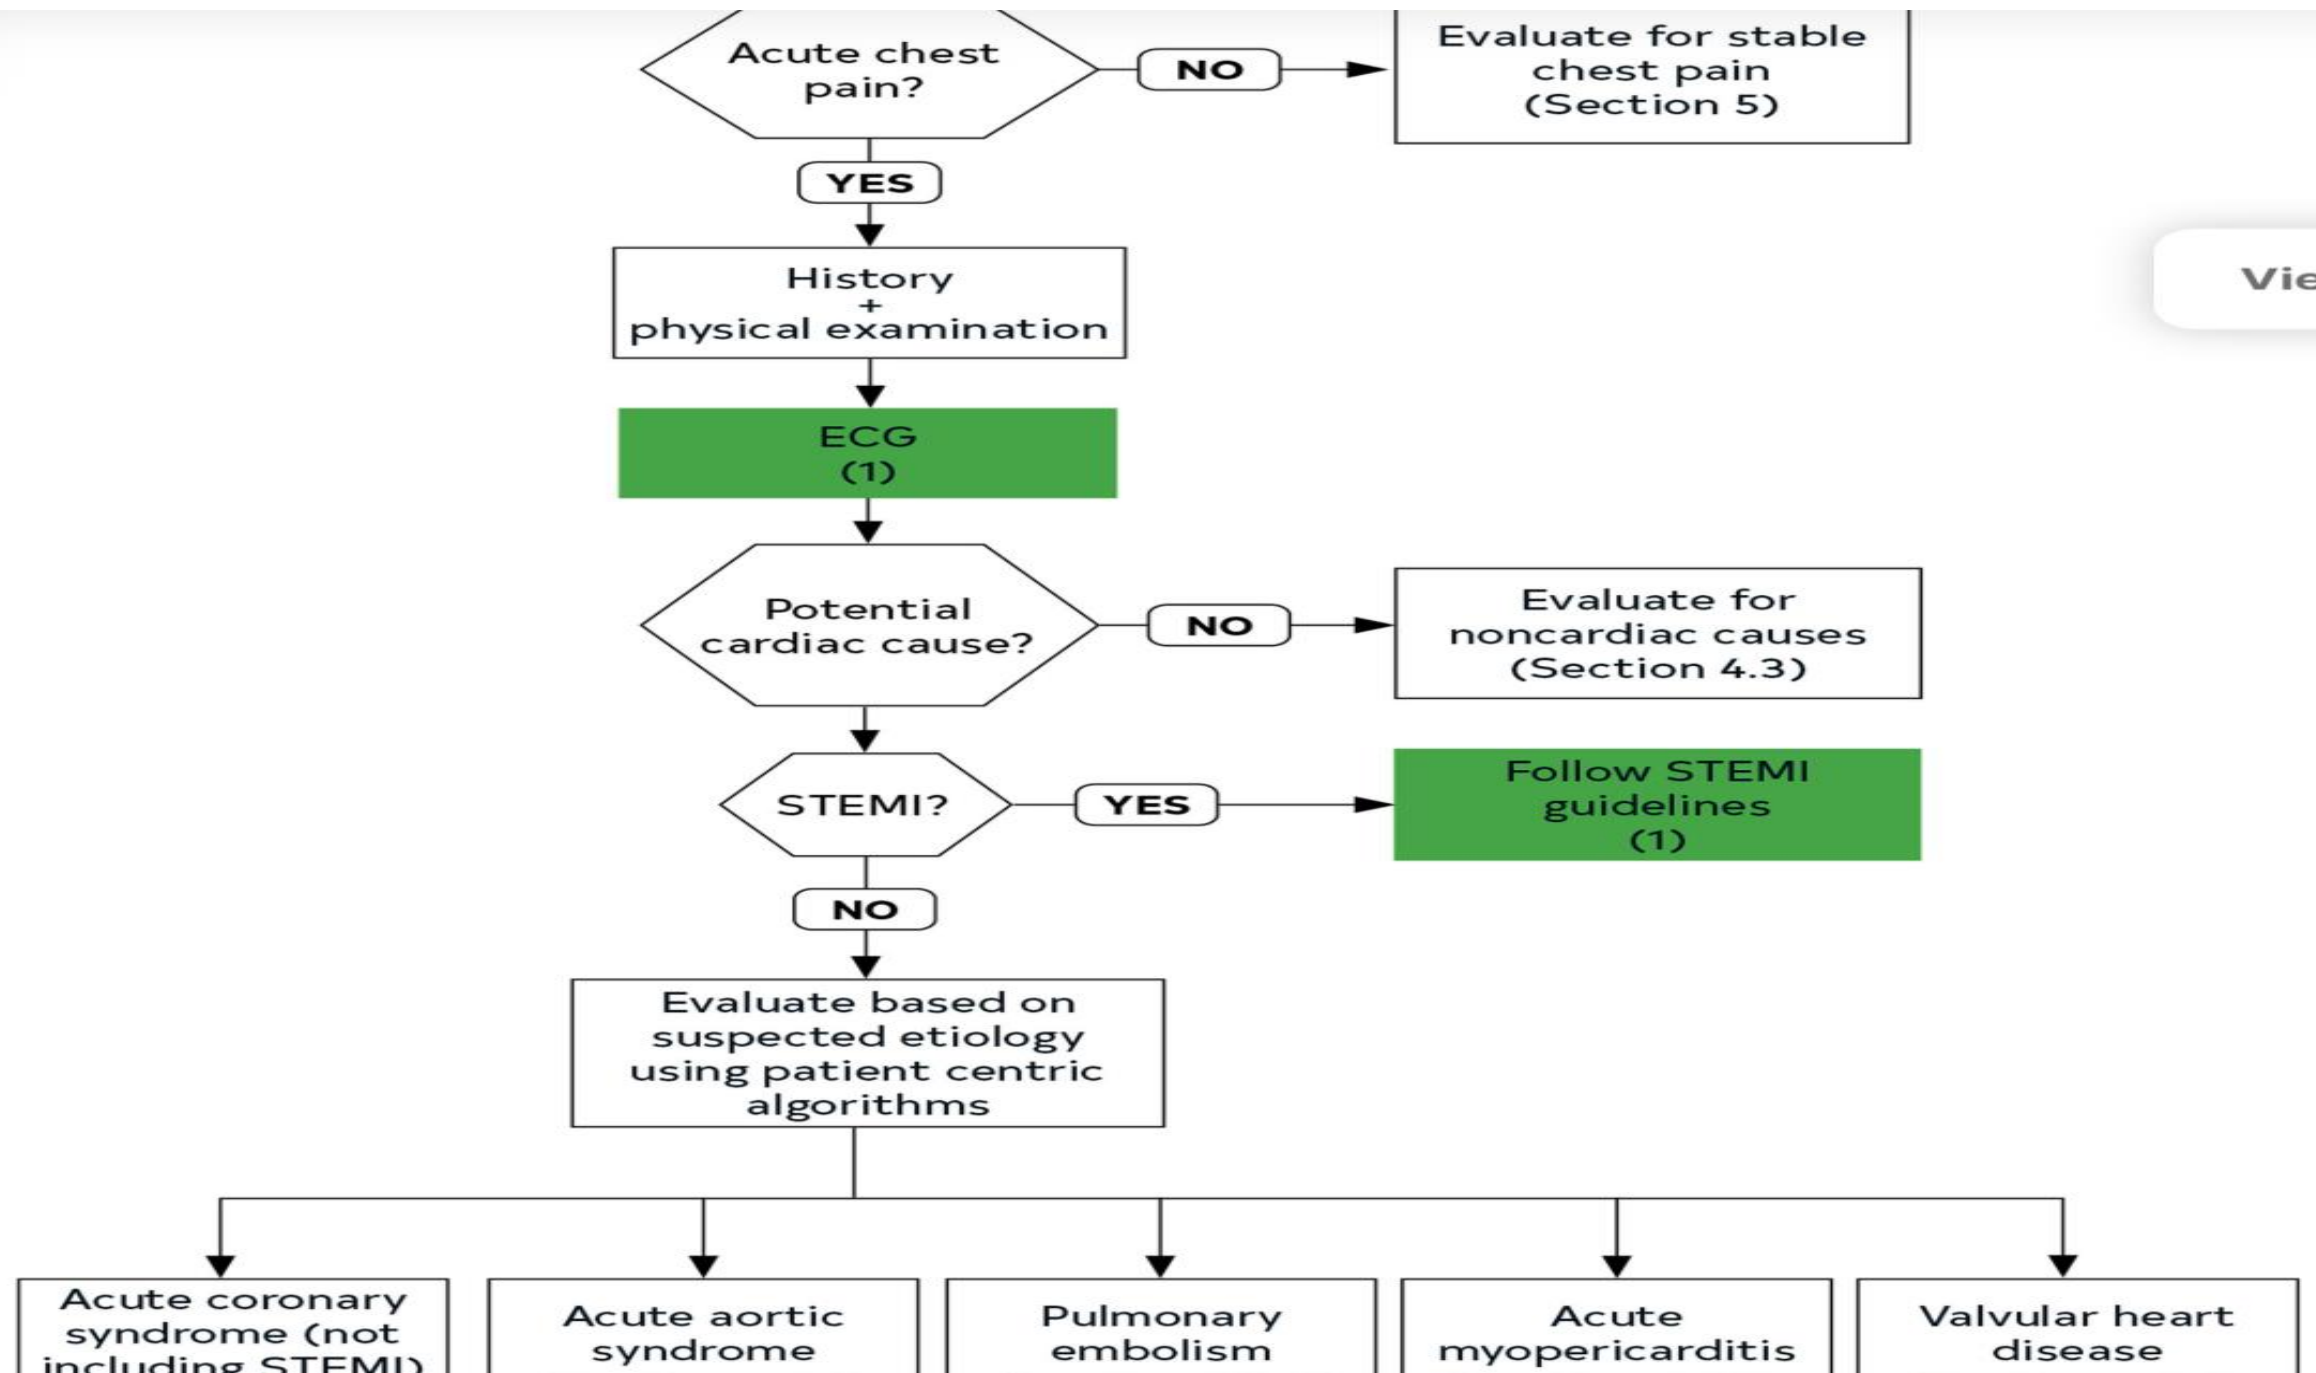 Acute chest
pain?
NO
Evaluate for stable
chest pain
(Section 5)
YES
History
+
physical examination
ECG
(1)
Potential
cardiac cause?
NO
Evaluate for
noncardiac causes
(Section 4.3)
STEMI?
YES
Follow STEMI
guidelines
(1)
NO
Evaluate based on
suspected etiology
using patient centric
algorithms
Acute coronary
syndrome (not
including STEMI)
Acute aortic
syndrome
Pulmonary
embolism
Acute
myopericarditis
Valvular heart
disease